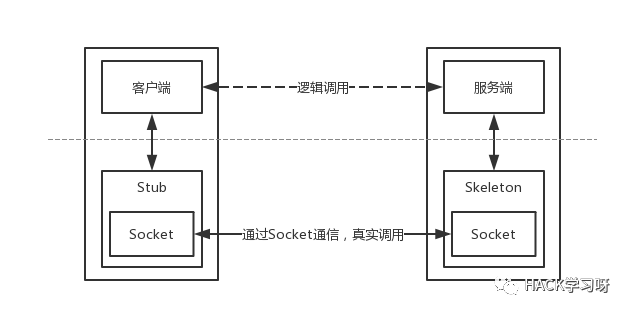 客户端
逻辑调用
服务端
Stub
Skeleton
Socket
通过Socket通信，真实调用
Socket
HACK学习呀